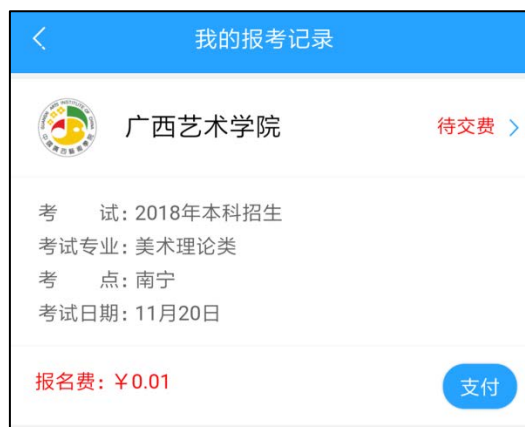 我的报考记录
广西艺术学院
待交费
考 试：2018年本科招生
考试专业：美术理论类
考 点：南宁
考试日期：11月20日
报名费：￥0.01
支付